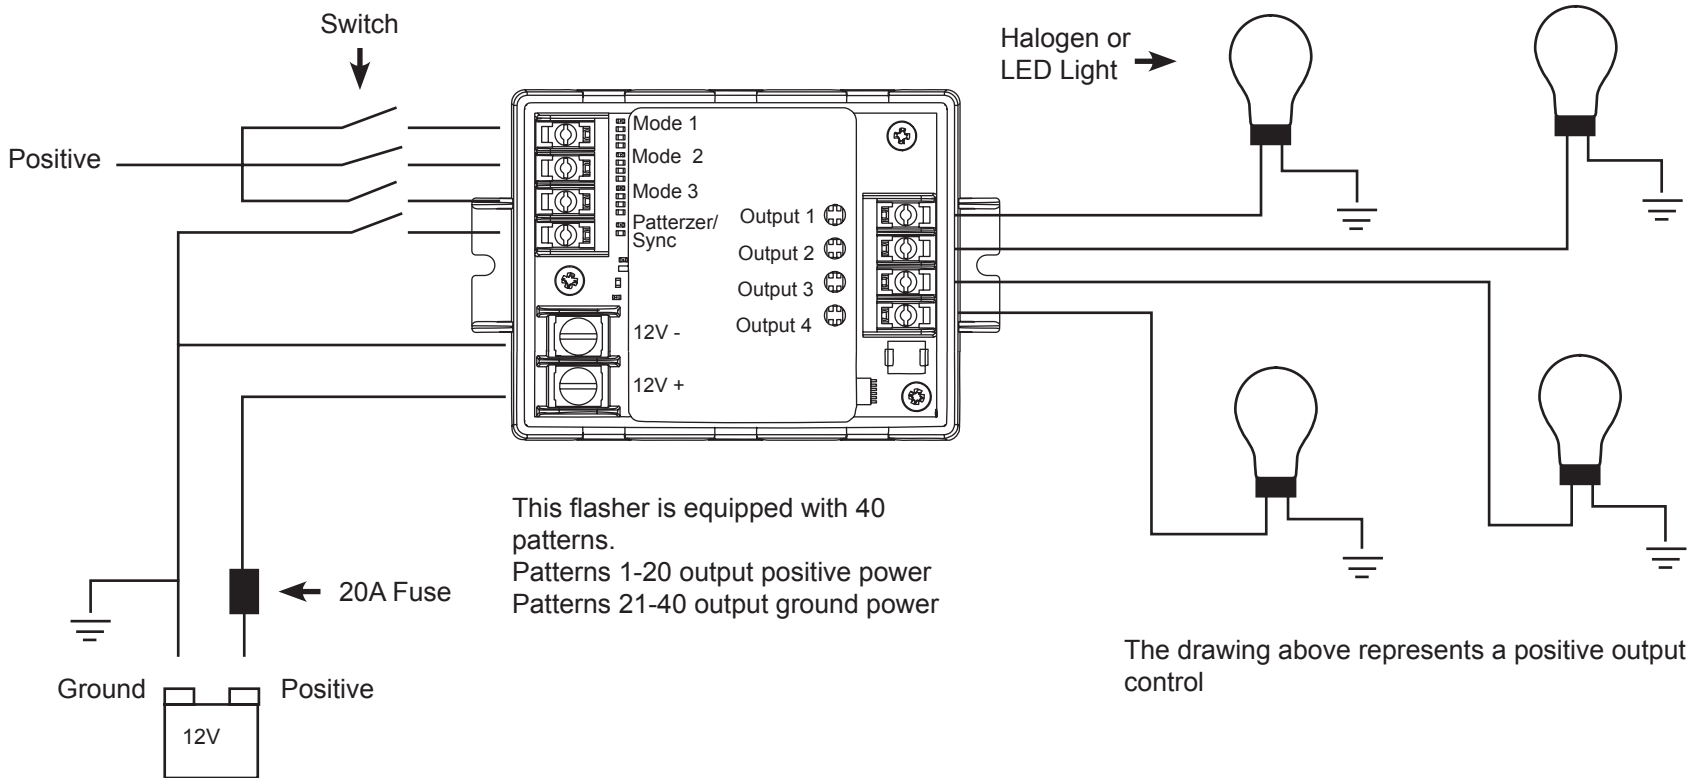 Switch
Halogen or
LED Light
Positive
Mode 1
Mode 2
Mode 3
Patterzer/
Sync
Output 1
Output 2
Output 3
Output 4
12V -
12V +
This flasher is equipped with 40
patterns.
Patterns 1-20 output positive power
Patterns 21-40 output ground power
20A Fuse
The drawing above represents a positive output
control
Ground
Positive
12V